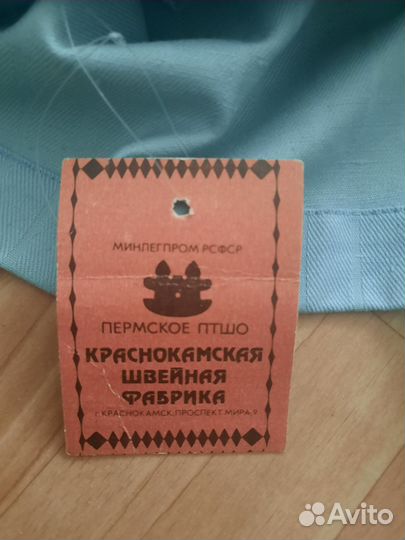 МИНЛЕГПРОМ РСФСР
ПЕРМСКОЕ ПТШО
КРАСНОКАМСКАЯ
ШВЕЙНАЯ
ФАБРИКА
г. КРАСНОКАМСК, ПРОСПЕКТ МИРА, 9
Avito